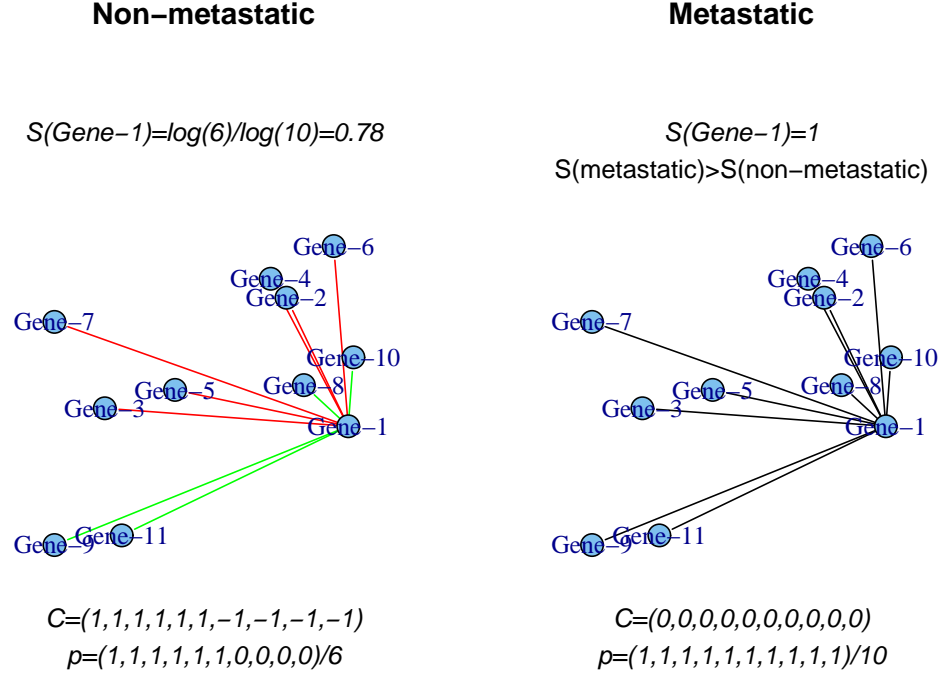 Non−metastatic
Metastatic
S(Gene−1)=log(6)/log(10)=0.78
S(Gene−1)=1
S(metastatic)>S(non−metastatic)
Gene−6
Gene−4
Gene−2
Gene−7
Gene−10
Gene−8
Gene−5
Gene−3
Gene−1
Gene−11
Gene−9
Gene−6
Gene−4
Gene−2
Gene−7
Gene−10
Gene−8
Gene−5
Gene−3
Gene−1
Gene−11
Gene−9
C=(1,1,1,1,1,1,−1,−1,−1,−1)
p=(1,1,1,1,1,1,0,0,0,0)/6
C=(0,0,0,0,0,0,0,0,0,0)
p=(1,1,1,1,1,1,1,1,1,1)/10